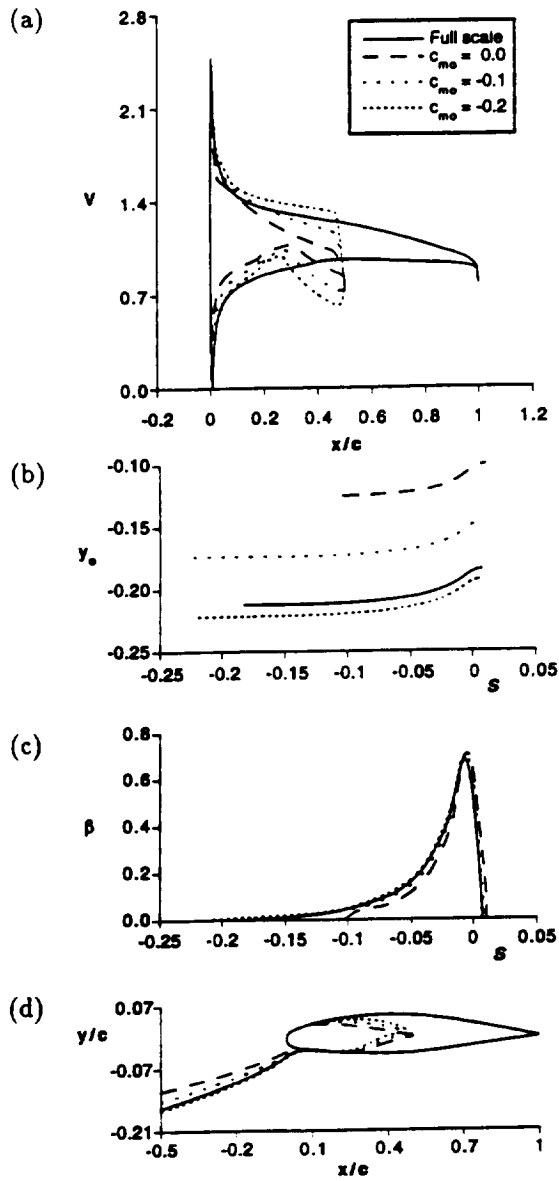 (a)
2.8
2.1
1.4
0.7
0.0
V
Full scale
c_mo = 0.0
c_mo = -0.1
c_mo = -0.2
-0.2 0 0.2 0.4 0.6 0.8 1 1.2
x/c
(b)
-0.10
-0.15
-0.20
-0.25
y_o
-0.25 -0.2 -0.15 -0.1 -0.05 0 0.05
S
(c)
0.8
0.6
0.4
0.2
0.0
β
-0.25 -0.2 -0.15 -0.1 -0.05 0 0.05
S
(d)
0.07
y/c
-0.07
-0.21
-0.5 -0.2 0.1 0.4 0.7 1
x/c